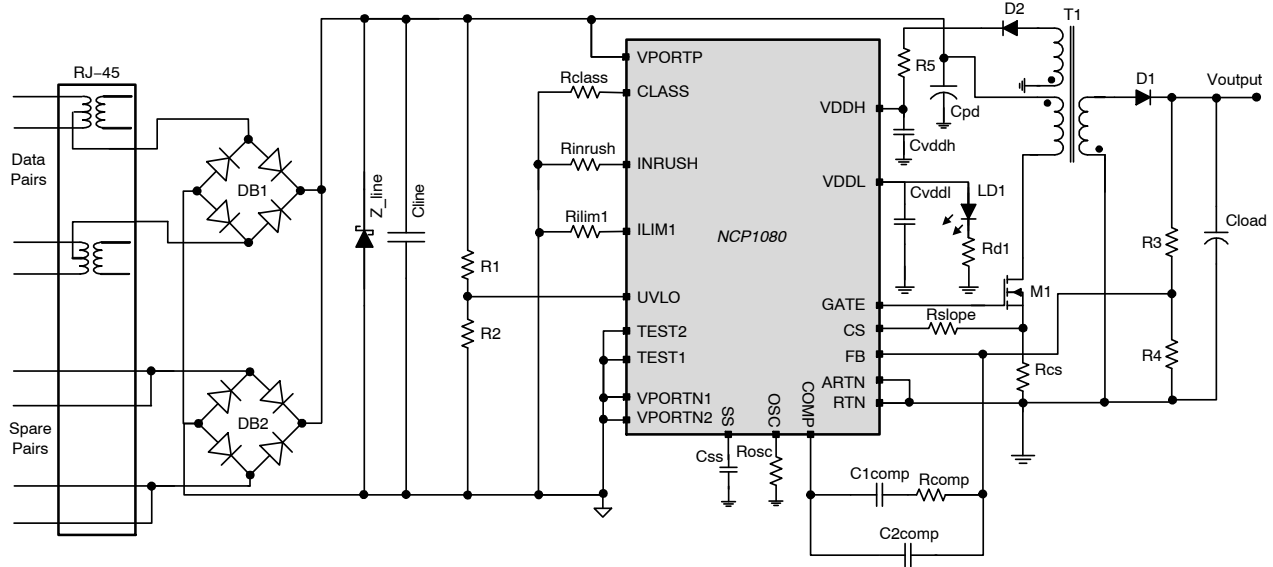 RJ-45
Data
Pairs
Spare
Pairs
DB1
DB2
Z_line
Cline
R1
R2
Rclass
Rinrush
Rilim1
VPORTP
CLASS
INRUSH
ILIM1
UVLO
TEST2
TEST1
VPORTN1
VPORTN2
NCP1080
VDDH
VDDL
GATE
CS
FB
ARTN
RTN
SS
OSC
COMP
Css
Rosc
C1comp
Rcomp
C2comp
R5
D2
T1
Cpd
Cvddh
Cvddl
LD1
Rd1
M1
Rslope
Rcs
D1
Voutput
R3
R4
Cload